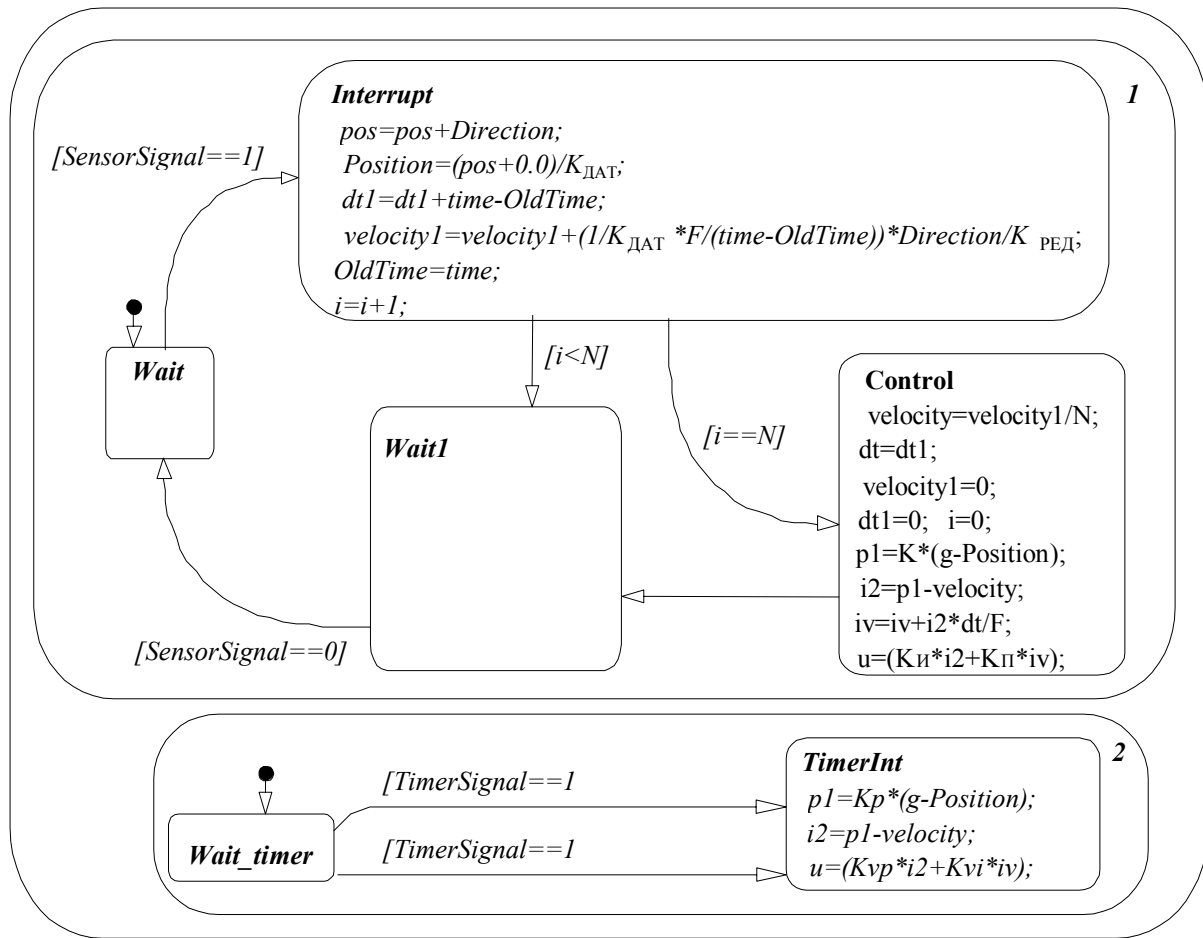 Interrupt
1
pos=pos+Direction;
Position=(pos+0.0)/KДАТ;
dt1=dt1+time-OldTime;
velocity1=velocity1+(1/KДАТ *F/(time-OldTime))*Direction/K РЕД;
OldTime=time;
i=i+1;
[SensorSignal==1]
Wait
[i<N]
[i==N]
Wait1
Control
velocity=velocity1/N;
dt=dt1;
velocity1=0;
dt1=0; i=0;
p1=K*(g-Position);
i2=p1-velocity;
iv=iv+i2*dt/F;
u=(Kи*i2+Kп*iv);
[SensorSignal==0]
2
Wait_timer
[TimerSignal==1
[TimerSignal==1
TimerInt
p1=Kp*(g-Position);
i2=p1-velocity;
u=(Kvp*i2+Kvi*iv);